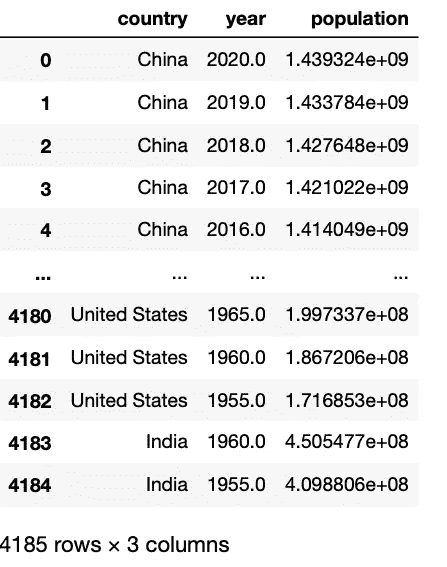 country year population
0 China 2020.0 1.439324e+09
1 China 2019.0 1.433784e+09
2 China 2018.0 1.427648e+09
3 China 2017.0 1.421022e+09
4 China 2016.0 1.414049e+09
... ... ... ...
4180 United States 1965.0 1.997337e+08
4181 United States 1960.0 1.867206e+08
4182 United States 1955.0 1.716853e+08
4183 India 1960.0 4.505477e+08
4184 India 1955.0 4.098806e+08
4185 rows × 3 columns